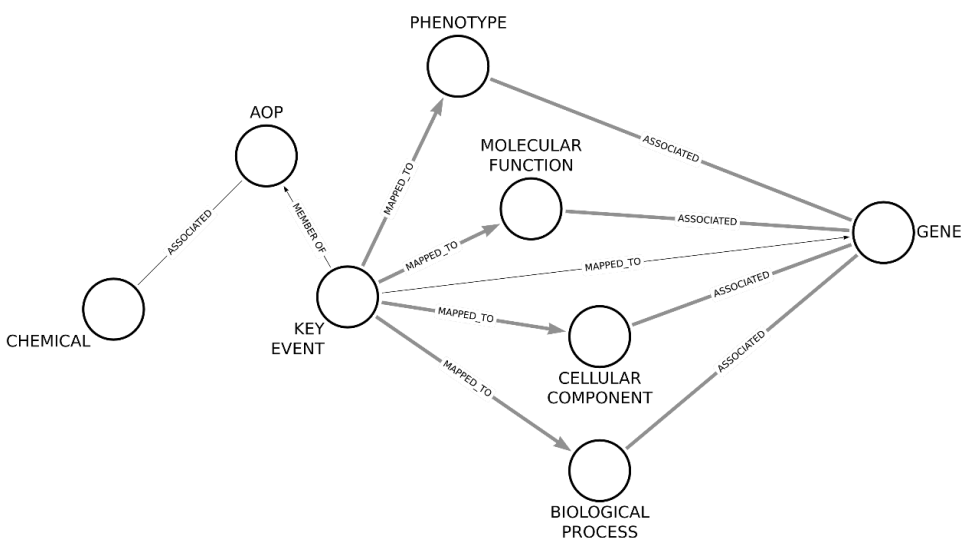 PHENOTYPE
AOP
MOLECULAR
FUNCTION
ASSOCIATED
MAPPED_TO
ASSOCIATED
MEMBER OF
ASSOCIATED
GENE
MAPPED_TO
MAPPED_TO
ASSOCIATED
MAPPED_TO
KEY
EVENT
CHEMICAL
ASSOCIATED
MAPPED_TO
CELLULAR
COMPONENT
BIOLOGICAL
PROCESS